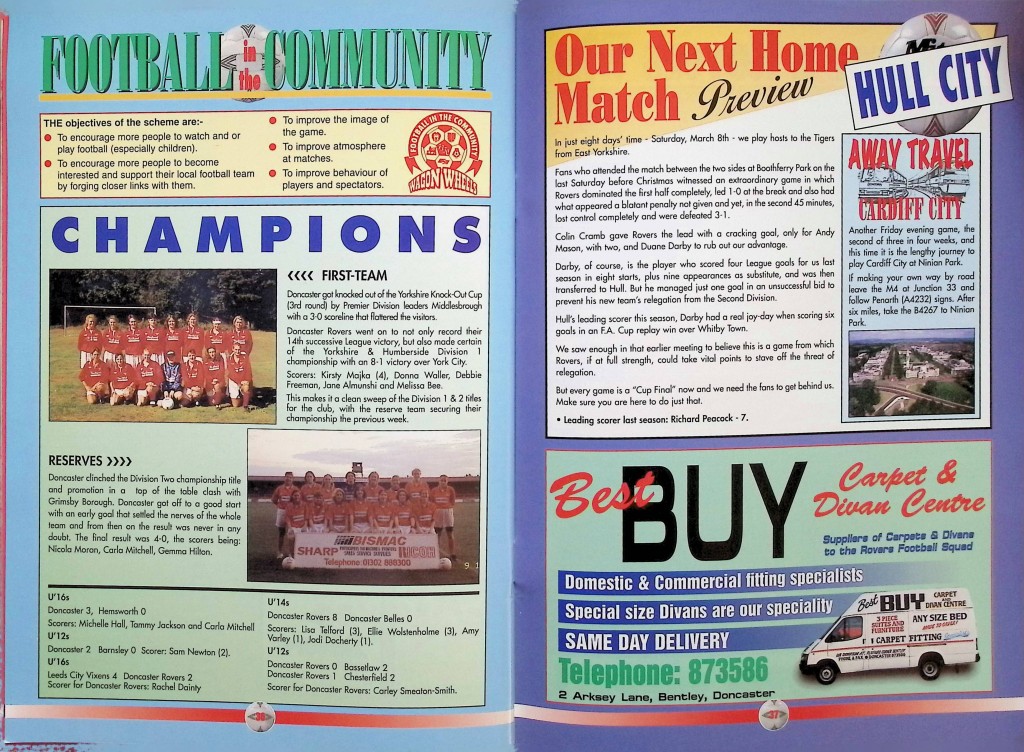 FOOTBALL in the COMMUNITY
THE objectives of the scheme are:-
To encourage more people to watch and or
play football (especially children).
To encourage more people to become
interested and support their local football team
by forging closer links with them.
To improve the image of
the game.
To improve atmosphere
at matches.
To improve behaviour of
players and spectators.
FOOTBALL IN THE COMMUNITY
WAGON WHEELS
CHAMPIONS
‹‹‹‹ FIRST-TEAM
Doncaster got knocked out of the Yorkshire Knock-Out Cup
(3rd round) by Premier Division leaders Middlesbrough
with a 3-0 scoreline that flattered the visitors.
Doncaster Rovers went on to not only record their
14th successive League victory, but also made certain
of the Yorkshire & Humberside Division 1
championship with an 8-1 victory over York City.
Scorers: Kirsty Majka (4), Donna Waller, Debbie
Freeman, Jane Almunshi and Melissa Bee.
This makes it a clean sweep of the Division 1 & 2 titles
for the club, with the reserve team securing their
championship the previous week.
RESERVES ››››
Doncaster clinched the Division Two championship title
and promotion in a top of the table clash with
Grimsby Borough. Doncaster got off to a good start
with an early goal that settled the nerves of the whole
team and from then on the result was never in any
doubt. The final result was 4-0, the scorers being:
Nicola Moran, Carla Mitchell, Gemma Hilton.
BISMAC
SHARP
RICOH
Telephone: 01302 888300
9. 1
U'16s
Doncaster 3, Hemsworth 0
Scorers: Michelle Hall, Tammy Jackson and Carla Mitchell
U'12s
Doncaster 2 Barnsley 0 Scorer: Sam Newton (2).
U'16s
Leeds City Vixens 4 Doncaster Rovers 2
Scorer for Doncaster Rovers: Rachel Dainty
U'14s
Doncaster Rovers 8 Doncaster Belles 0
Scorers: Lisa Telford (3), Ellie Wolstenholme (3), Amy
Varley (1), Jodi Docherty (1).
U'12s
Doncaster Rovers 0 Bassetlaw 2
Doncaster Rovers 1 Chesterfield 2
Scorer for Doncaster Rovers: Carley Smeaton-Smith.
36
Our Next Home
Match Preview
Mitre
HULL CITY
In just eight days' time - Saturday, March 8th - we play hosts to the Tigers
from East Yorkshire.
Fans who attended the match between the two sides at Boothferry Park on the
last Saturday before Christmas witnessed an extraordinary game in which
Rovers dominated the first half completely, led 1-0 at the break and also had
what appeared a blatant penalty not given and yet, in the second 45 minutes,
lost control completely and were defeated 3-1.
Colin Cramb gave Rovers the lead with a cracking goal, only for Andy
Mason, with two, and Duane Darby to rub out our advantage.
Darby, of course, is the player who scored four League goals for us last
season in eight starts, plus nine appearances as substitute, and was then
transferred to Hull. But he managed just one goal in an unsuccessful bid to
prevent his new team's relegation from the Second Division.
Hull's leading scorer this season, Darby had a real joy-day when scoring six
goals in an F.A. Cup replay win over Whitby Town.
We saw enough in that earlier meeting to believe this is a game from which
Rovers, if at full strength, could take vital points to stave off the threat of
relegation.
But every game is a "Cup Final" now and we need the fans to get behind us.
Make sure you are here to do just that.
• Leading scorer last season: Richard Peacock - 7.
AWAY TRAVEL
CARDIFF CITY
Another Friday evening game, the
second of three in four weeks, and
this time it is the lengthy journey to
play Cardiff City at Ninian Park.
If making your own way by road
leave the M4 at Junction 33 and
follow Penarth (A4232) signs. After
six miles, take the B4267 to Ninian
Park.
Best BUY
Carpet &
Divan Centre
Suppliers of Carpets & Divans
to the Rovers Football Squad
Domestic & Commercial fitting specialists
Special size Divans are our speciality
SAME DAY DELIVERY
Telephone: 873586
2 Arksey Lane, Bentley, Doncaster
Best BUY CARPET AND DIVAN CENTRE
3 PIECE SUITES AND FURNITURE
ANY SIZE BED
MADE TO ORDER
CARPET FITTING
37